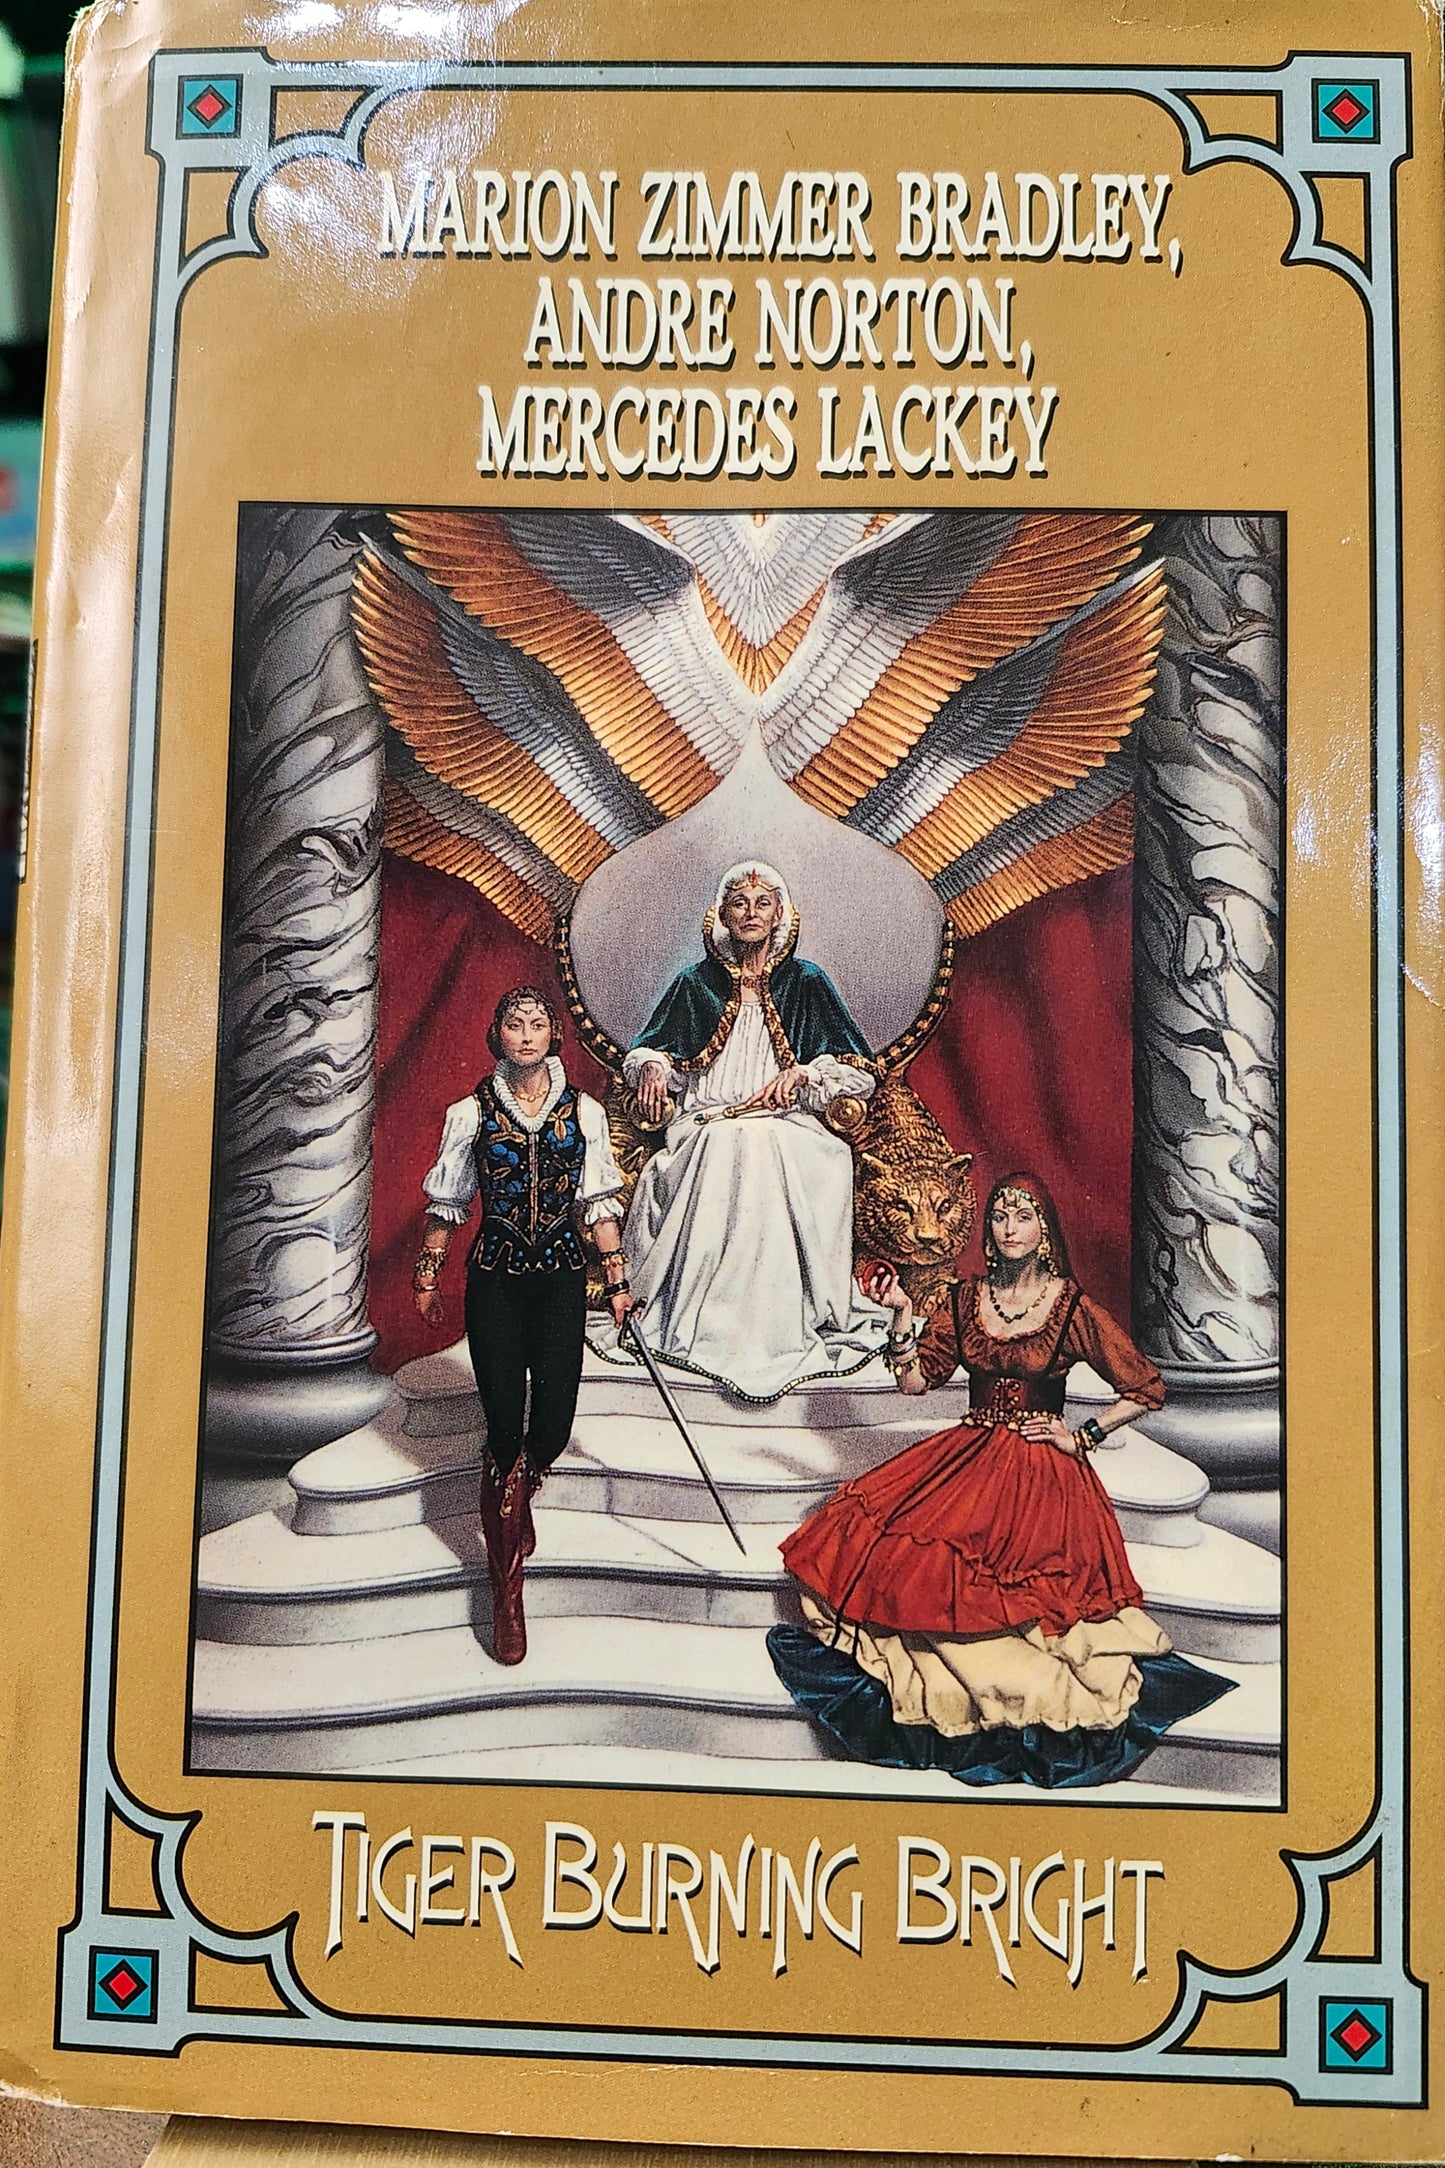 MARION ZIMMER BRADLEY,
ANDRE NORTON,
MERCEDES LACKEY
TIGER BURNING BRIGHT